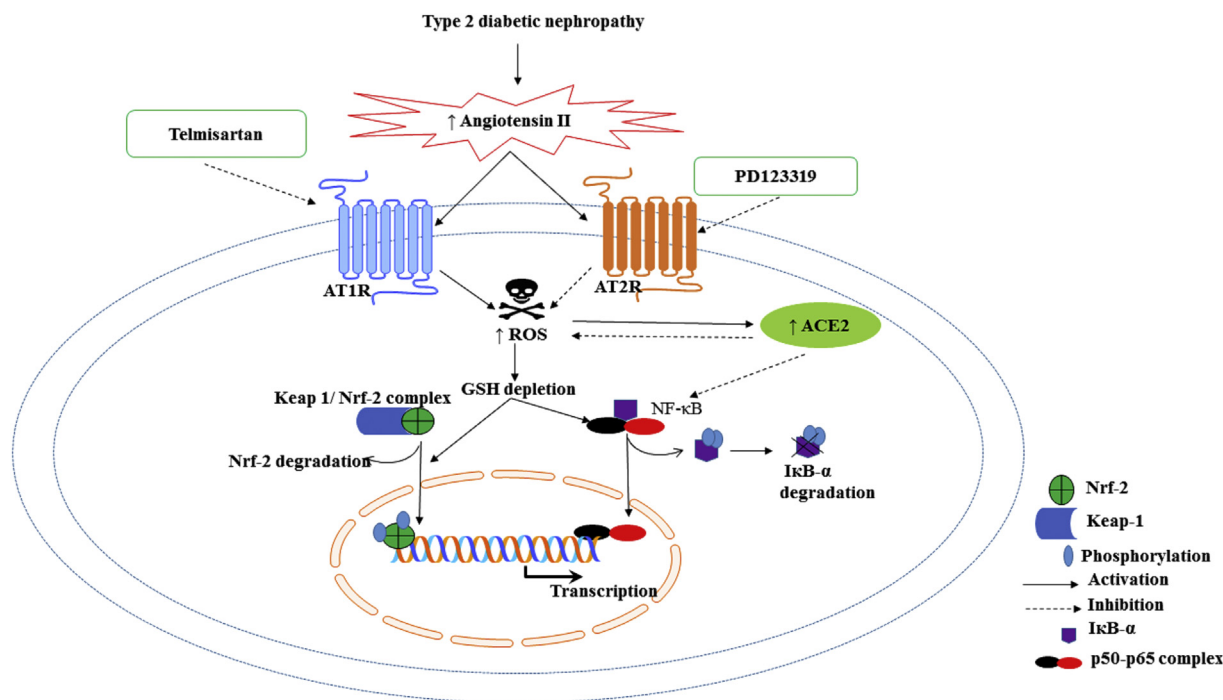 Type 2 diabetic nephropathy
↑ Angiotensin II
Telmisartan
PD123319
AT1R
AT2R
↑ ROS
↑ ACE2
GSH depletion
Keap 1/ Nrf-2 complex
NF-κB
Nrf-2 degradation
IκB-α
degradation
Transcription
Nrf-2
Keap-1
Phosphorylation
Activation
Inhibition
IκB-α
p50-p65 complex